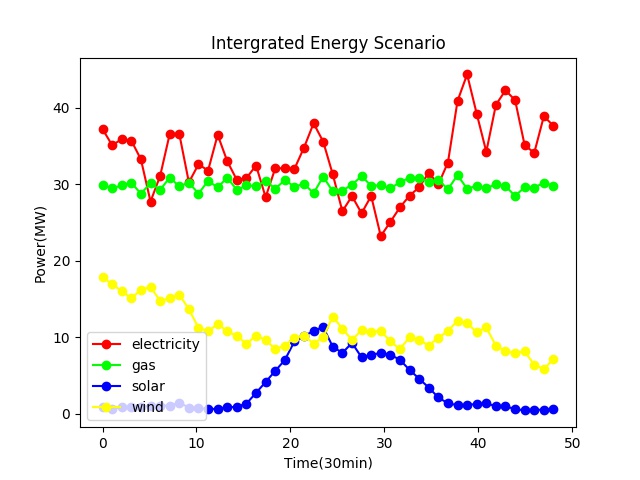 Intergrated Energy Scenario
Power(MW)
40
30
20
10
0
electricity
gas
solar
wind
0 10 20 30 40 50
Time(30min)